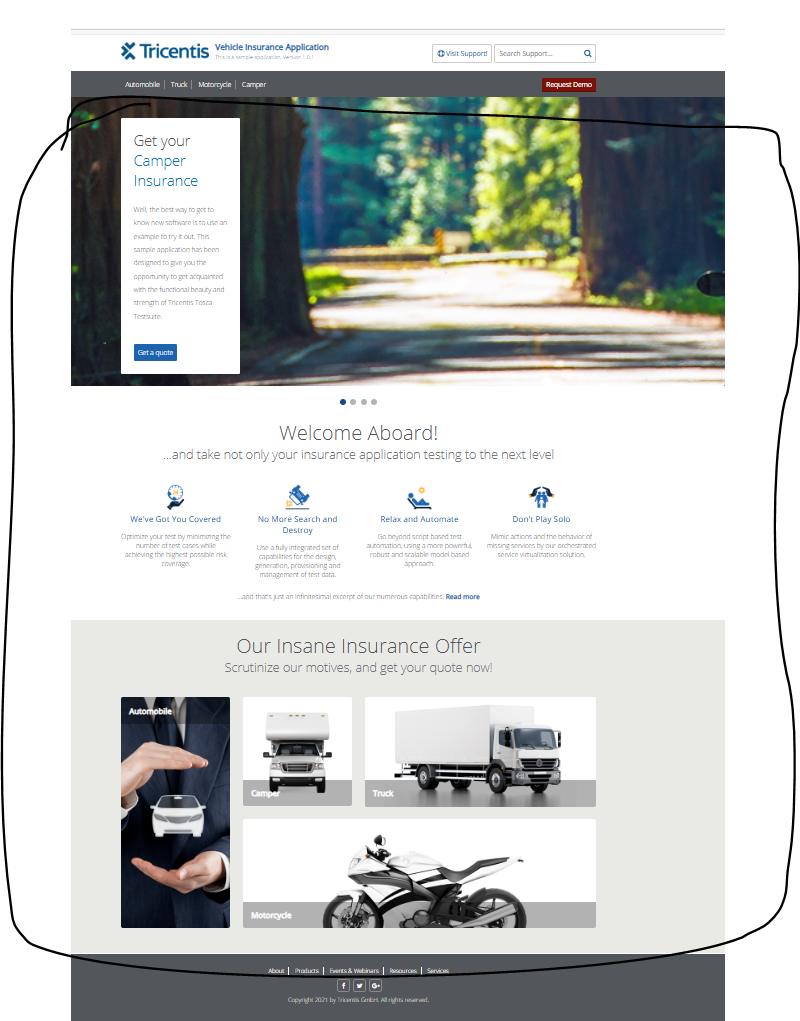 Tricentis
Vehicle Insurance Application
This is a sample application. Version 1.0.1
Visit Support!
Search Support...
Automobile
Truck
Motorcycle
Camper
Request Demo
Get your
Camper
Insurance
Well, the best way to get to
know new software is to use an
example to try it out. This
sample application has been
designed to give you the
opportunity to get acquainted
with the functional beauty and
strength of Tricentis Tosca
Testsuite.
Get a quote
Welcome Aboard!
...and take not only your insurance application testing to the next level
We've Got You Covered
Optimize your test by minimizing the
number of test cases while
achieving the highest possible risk
coverage.
No More Search and
Destroy
Use a fully integrated set of
capabilities for the design,
generation, provisioning and
management of test data.
Relax and Automate
Go beyond script based test
automation, using a more powerful,
robust and scalable model based
approach.
Don't Play Solo
Mimic actions and the behavior of
missing services by our orchestrated
service virtualization solution.
...and that's just an infinitesimal excerpt of our numerous capabilities. Read more
Our Insane Insurance Offer
Scrutinize our motives, and get your quote now!
Automobile
Camper
Truck
Motorcycle
About
Products
Events & Webinars
Resources
Services
Copyright 2021 by Tricentis GmbH. All rights reserved.